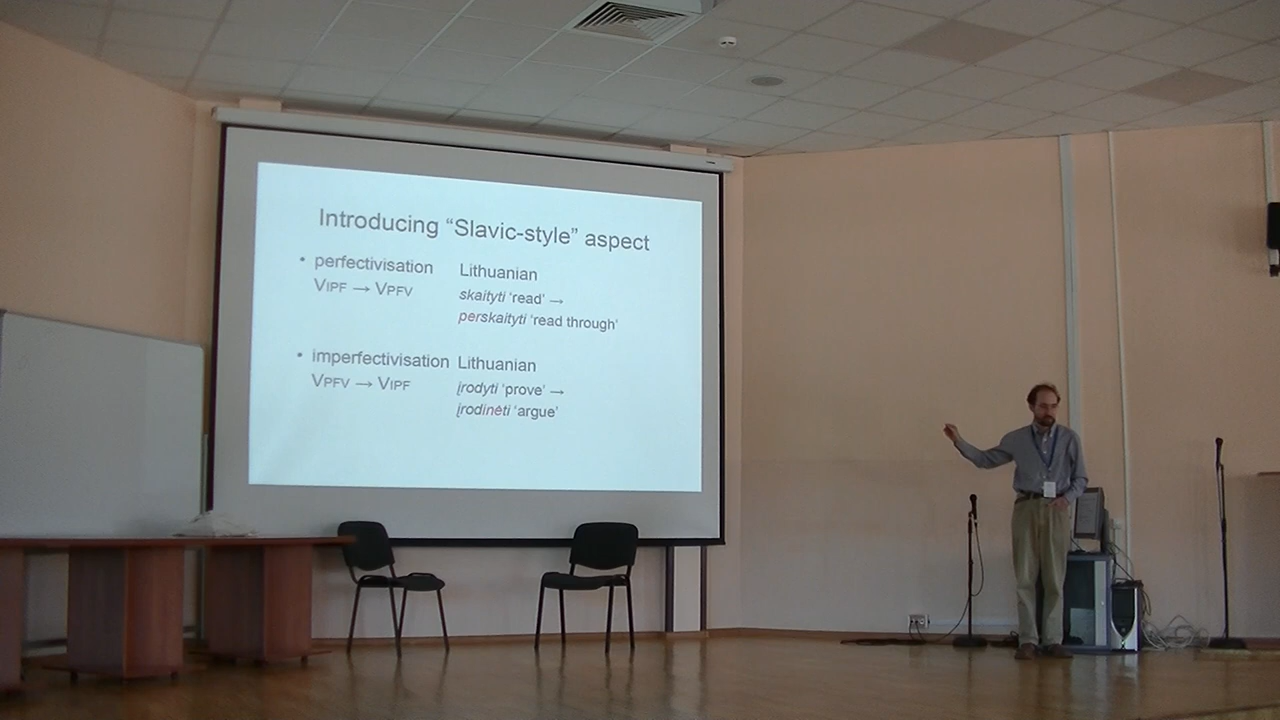 Introducing “Slavic-style” aspect
• perfectivisation
VIPF → VPFV
Lithuanian
skaityti ‘read’ →
perskaityti ‘read through’
• imperfectivisation
VPFV → VIPF
Lithuanian
įrodyti ‘prove’ →
įrodinėti ‘argue’